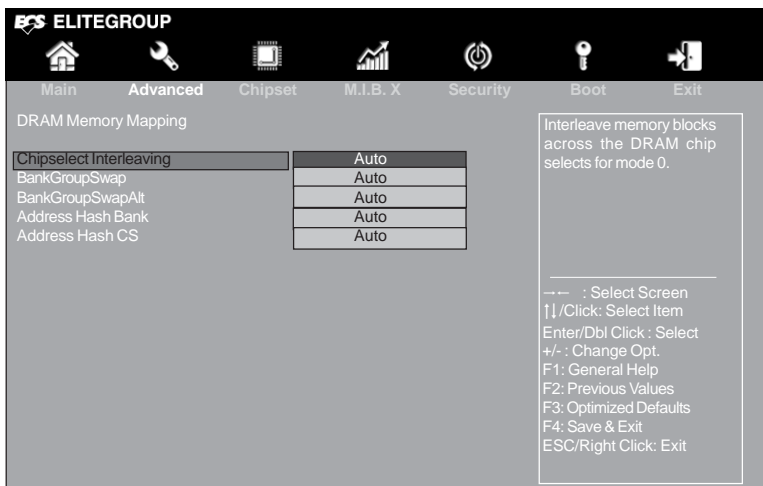 ECS ELITEGROUP
Main Advanced Chipset M.I.B. X Security Boot Exit
DRAM Memory Mapping
Chipselect Interleaving Auto
BankGroupSwap Auto
BankGroupSwapAlt Auto
Address Hash Bank Auto
Address Hash CS Auto
Interleave memory blocks
across the DRAM chip
selects for mode 0.
→← : Select Screen
↑↓/Click: Select Item
Enter/Dbl Click : Select
+/- : Change Opt.
F1: General Help
F2: Previous Values
F3: Optimized Defaults
F4: Save & Exit
ESC/Right Click: Exit